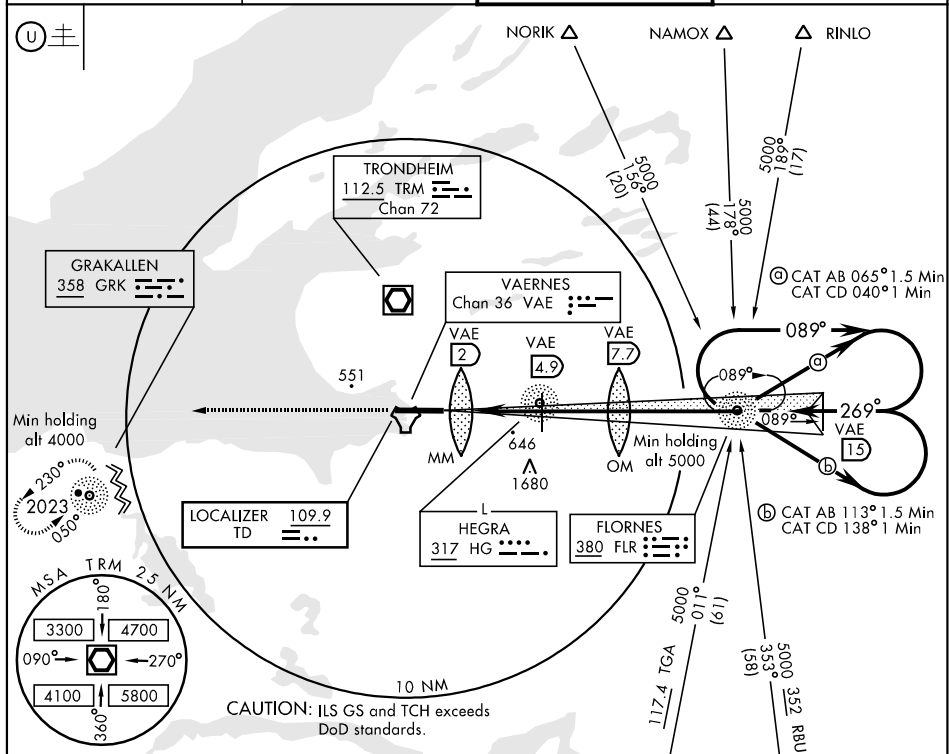 U
NORIK
NAMOX
RINLO
5000
156°
(20)
5000
178°
(44)
5000
189°
(17)
TRONDHEIM
112.5 TRM
Chan 72
GRAKALLEN
358 GRK
VAERNES
Chan 36 VAE
a CAT AB 065° 1.5 Min
CAT CD 040° 1 Min
089°
a
VAE
2
VAE
4.9
VAE
7.7
551
089°
269°
089°
VAE
15
Min holding
alt 4000
230°
2023
050°
MM
646
1680
OM
Min holding
alt 5000
b
b CAT AB 113° 1.5 Min
CAT CD 138° 1 Min
LOCALIZER 109.9
TD
L
HEGRA
317 HG
FLORNES
380 FLR
MSA TRM 25 NM
180°
3300
4700
090°
270°
4100
5800
360°
5000
011°
(61)
117.4 TGA
5000
353°
(58)
352 RBU
10 NM
CAUTION: ILS GS and TCH exceeds
DoD standards.